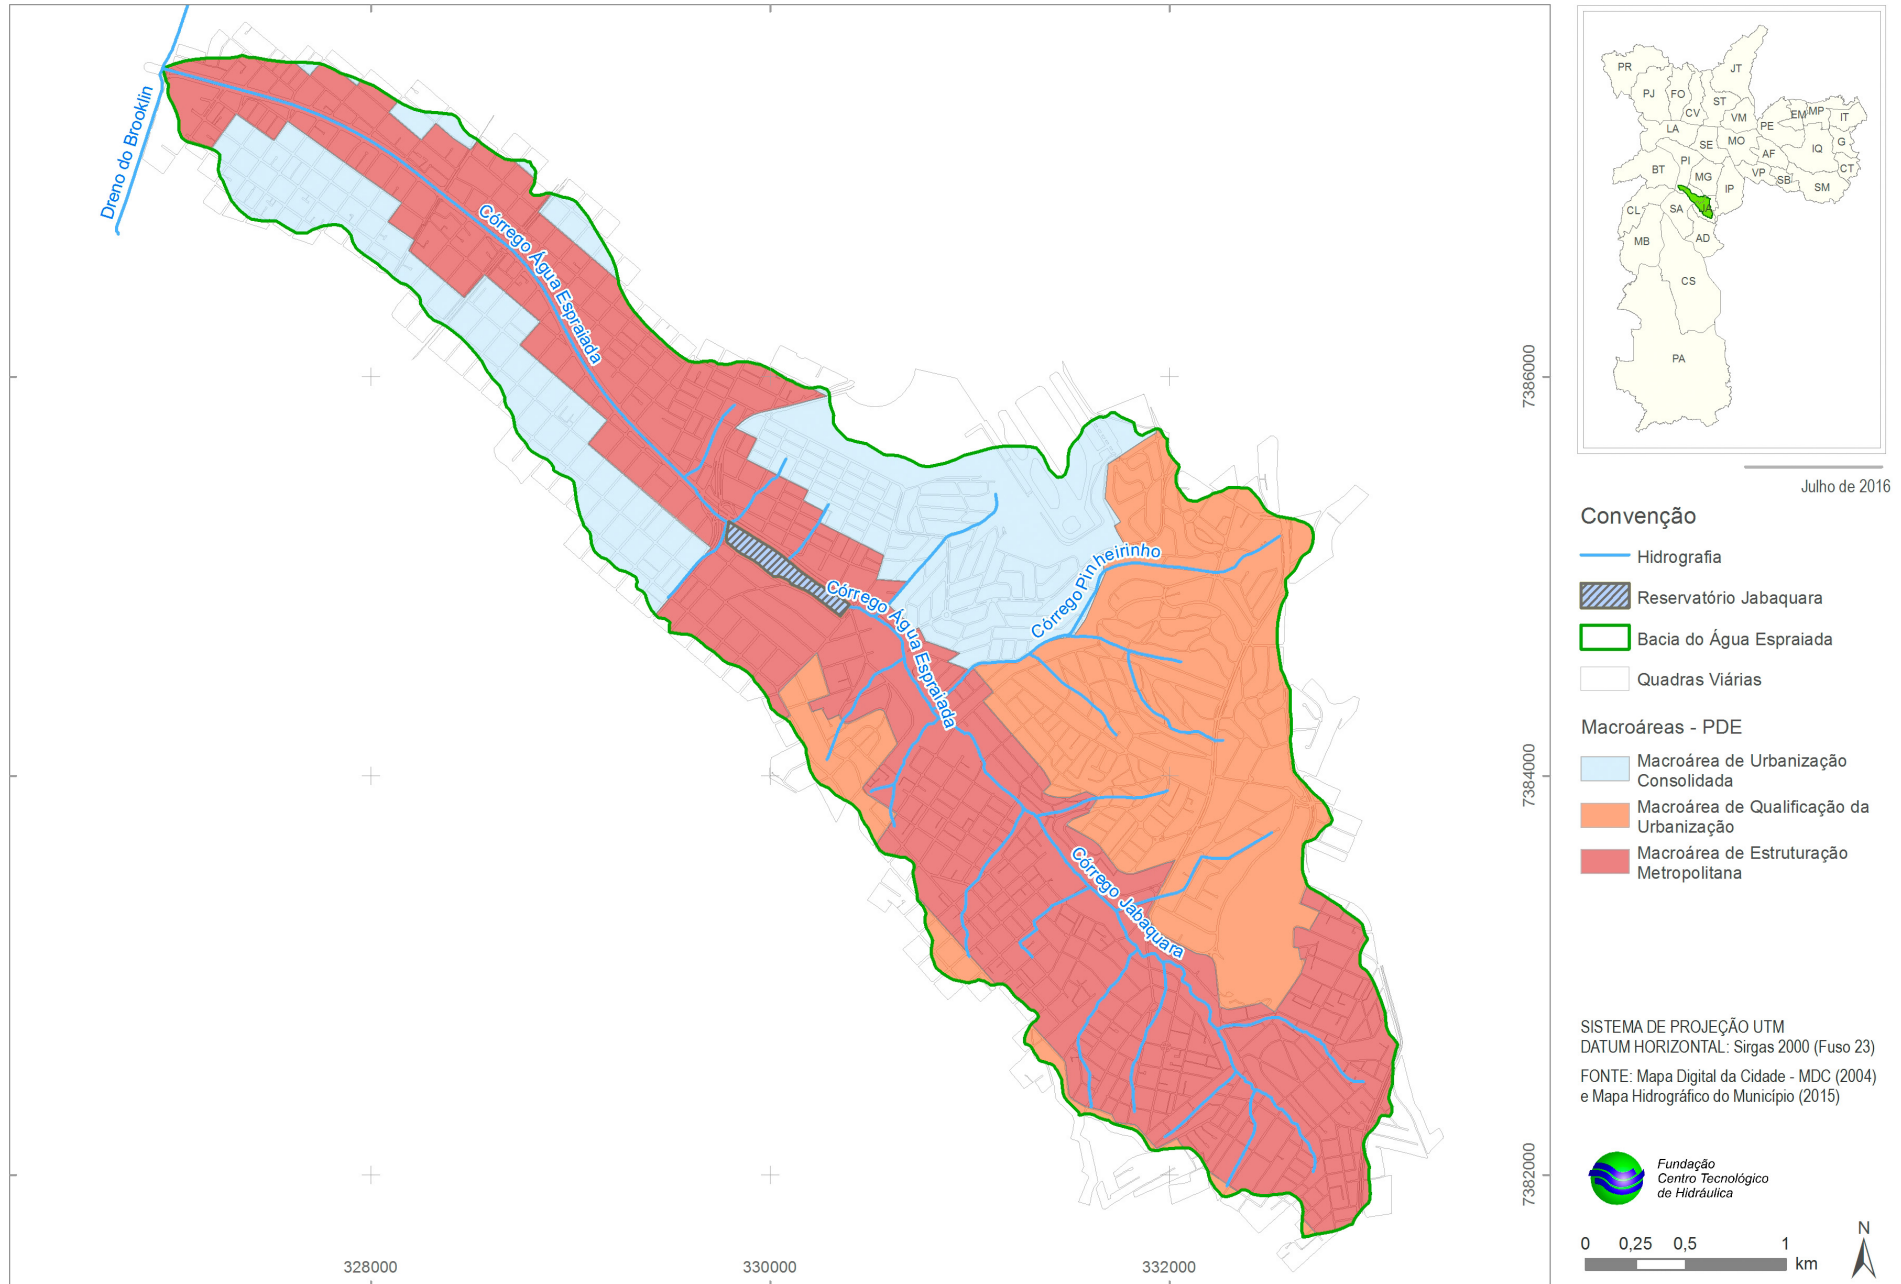 Dreno do Brooklin
Córrego Água Espraiada
Córrego Água Espraiada
Córrego Pinheirinho
Córrego Jabaquara
328000
330000
332000
7386000
7384000
7382000
PR
JT
PJ
FO
ST
CV
VM
PE
EM
MP
IT
LA
SE
MO
AF
IQ
G
PI
BT
MG
IP
VP
SB
CT
SM
CL
SA
JA
MB
AD
CS
PA
Julho de 2016
Convenção
Hidrografia
Reservatório Jabaquara
Bacia do Água Espraiada
Quadras Viárias
Macroáreas - PDE
Macroárea de Urbanização
Consolidada
Macroárea de Qualificação da
Urbanização
Macroárea de Estruturação
Metropolitana
SISTEMA DE PROJEÇÃO UTM
DATUM HORIZONTAL: Sirgas 2000 (Fuso 23)
FONTE: Mapa Digital da Cidade - MDC (2004)
e Mapa Hidrográfico do Município (2015)
Fundação
Centro Tecnológico
de Hidráulica
0 0,25 0,5 1
km
N